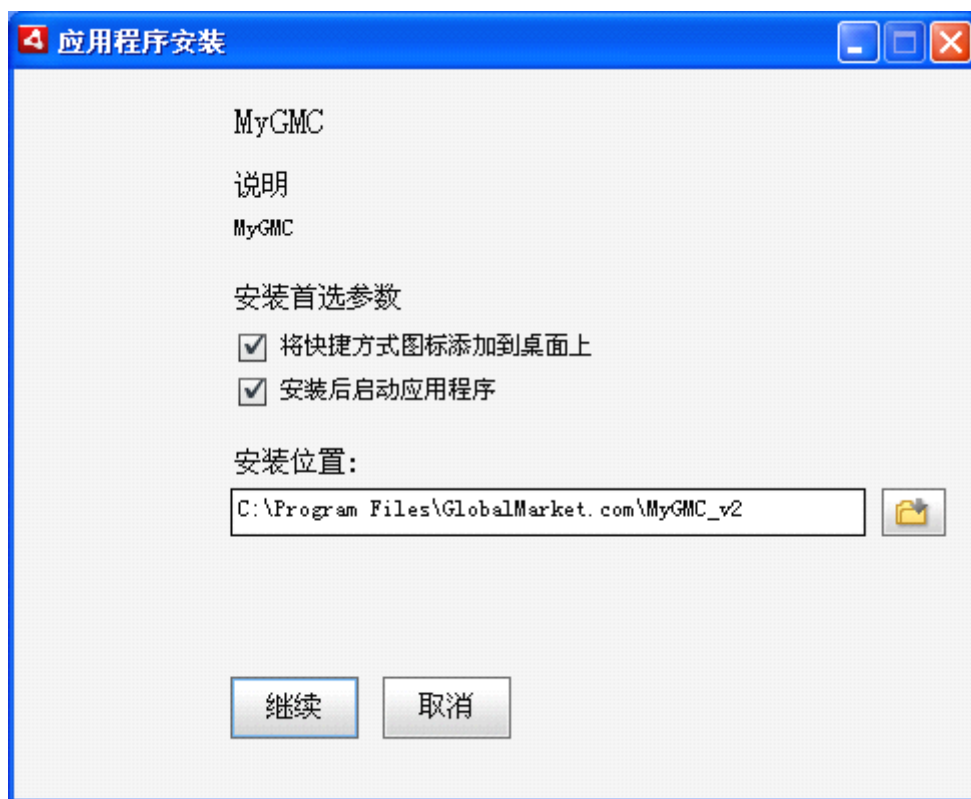 应用程序安装
MyGMC
说明
MyGMC
安装首选参数
将快捷方式图标添加到桌面上
安装后启动应用程序
安装位置:
C:\Program Files\GlobalMarket.com\MyGMC_v2
继续 取消